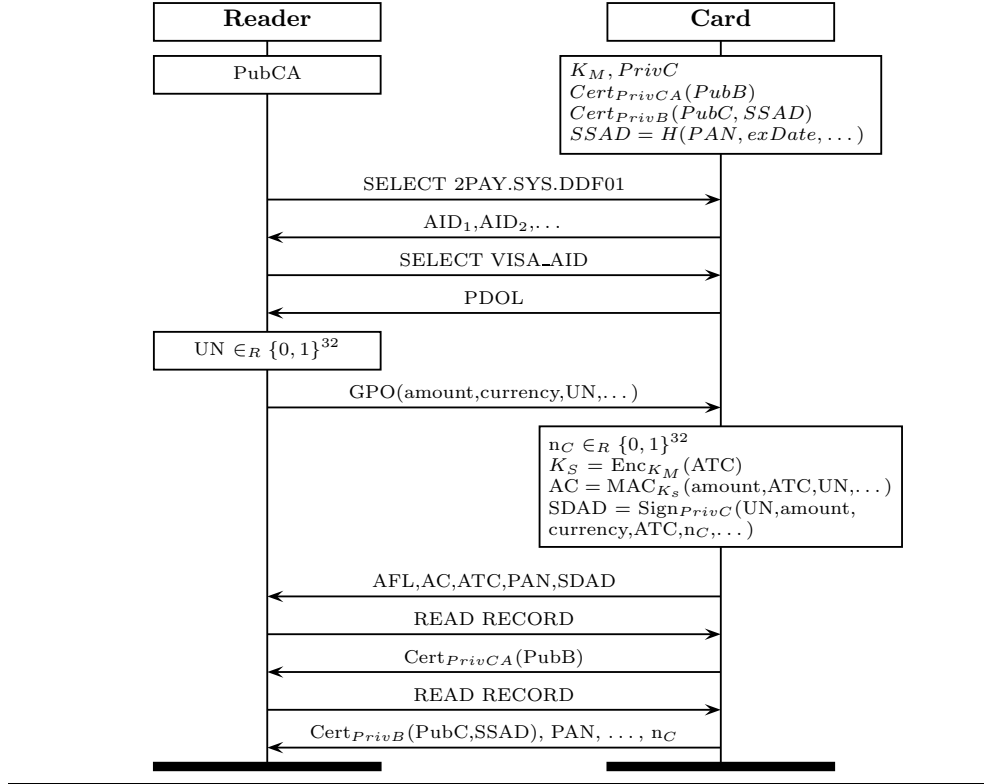 Reader
Card
PubCA
K_M, PrivC
Cert_PrivCA(PubB)
Cert_PrivB(PubC, SSAD)
SSAD = H(PAN, exDate, . . . )
SELECT 2PAY.SYS.DDF01
AID₁,AID₂,. . .
SELECT VISA_AID
PDOL
UN ∈_R {0, 1}³²
GPO(amount,currency,UN,. . . )
n_C ∈_R {0, 1}³²
K_S = Enc_K_M(ATC)
AC = MAC_K_s(amount,ATC,UN,. . . )
SDAD = Sign_PrivC(UN,amount,
currency,ATC,n_C,. . . )
AFL,AC,ATC,PAN,SDAD
READ RECORD
Cert_PrivCA(PubB)
READ RECORD
Cert_PrivB(PubC,SSAD), PAN, . . . , n_C